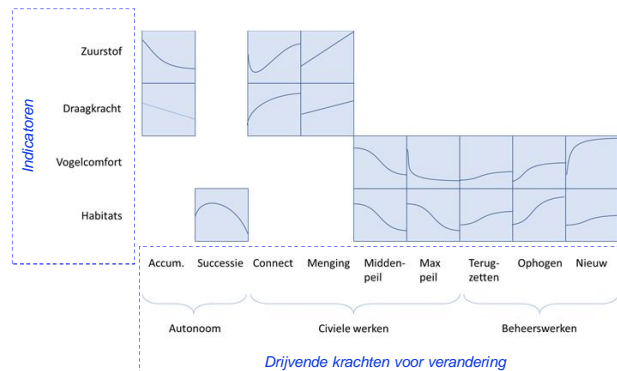 Indicatoren
Zuurstof
Draagkracht
Vogelcomfort
Habitats
Accum. Successie Connect Menging Midden- Max Terug- Ophogen Nieuw
peil peil zetten
Autonoom Civiele werken Beheerswerken
Drijvende krachten voor verandering